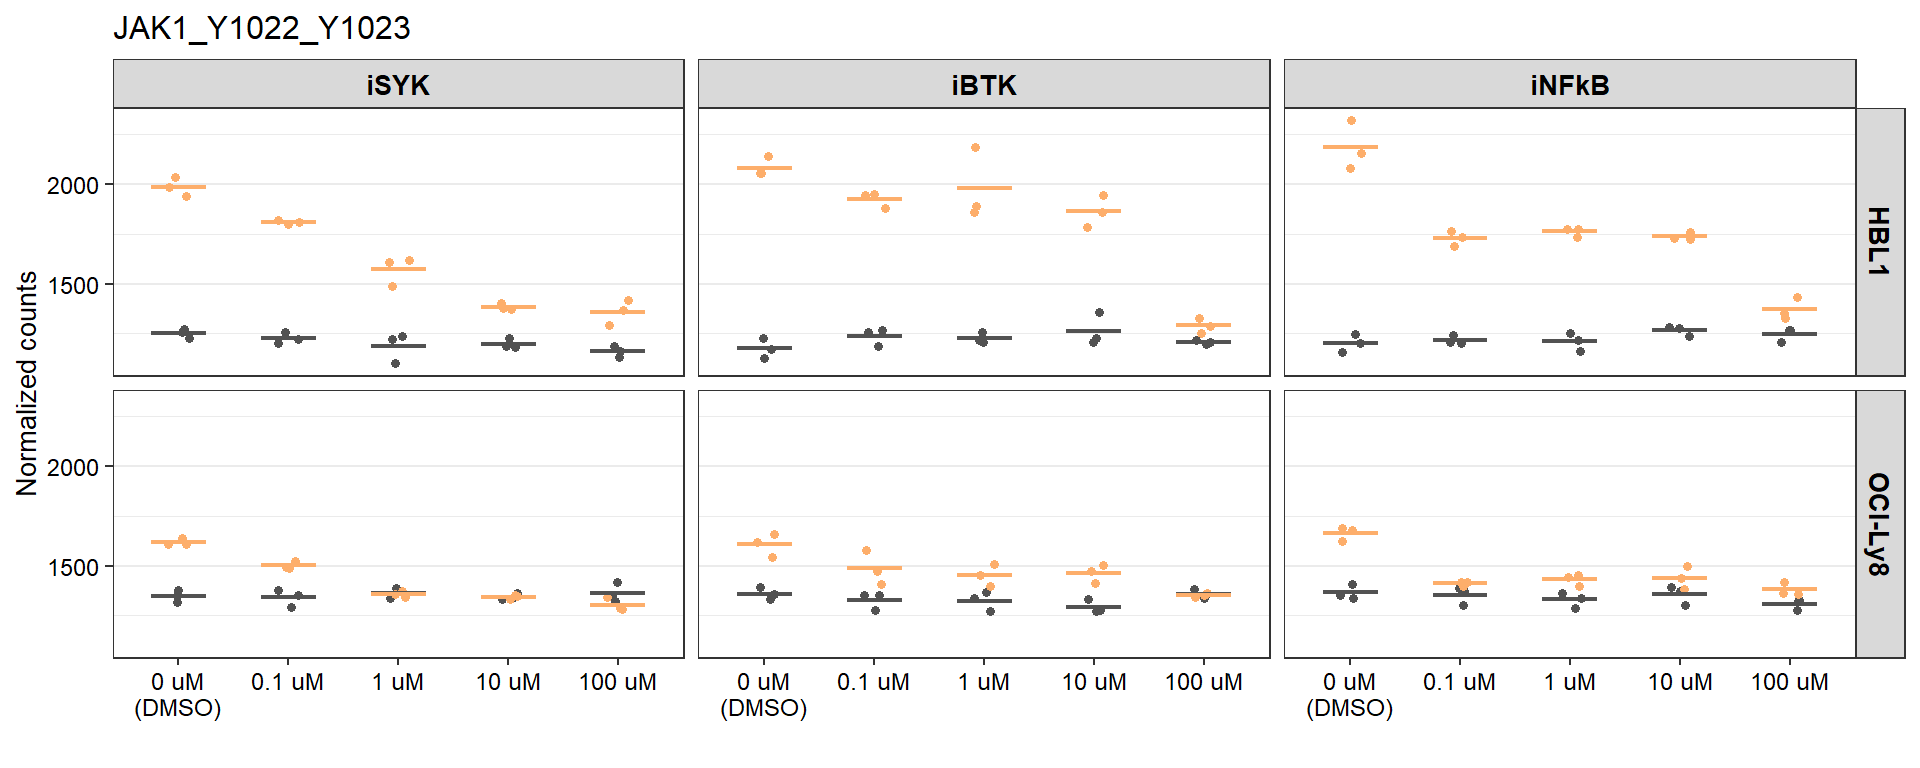 JAK1_Y1022_Y1023
iSYK
iBTK
iNFkB
Normalized counts
2000
1500
HBL1
2000
1500
OCI-Ly8
0 uM
(DMSO)
0.1 uM
1 uM
10 uM
100 uM
0 uM
(DMSO)
0.1 uM
1 uM
10 uM
100 uM
0 uM
(DMSO)
0.1 uM
1 uM
10 uM
100 uM